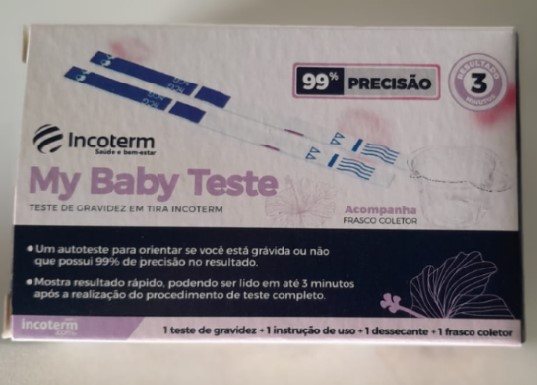 99% PRECISÃO
RESULTADO
3
MINUTOS
Incoterm
Saúde e bem-estar
My Baby Teste
TESTE DE GRAVIDEZ EM TIRA INCOTERM
Acompanha
FRASCO COLETOR
•Um autoteste para orientar se você está grávida ou não
que possui 99% de precisão no resultado.
•Mostra resultado rápido, podendo ser lido em até 3 minutos
após a realização do procedimento de teste completo.
incoterm
1 teste de gravidez + 1 instrução de uso + 1 dessecante + 1 frasco coletor